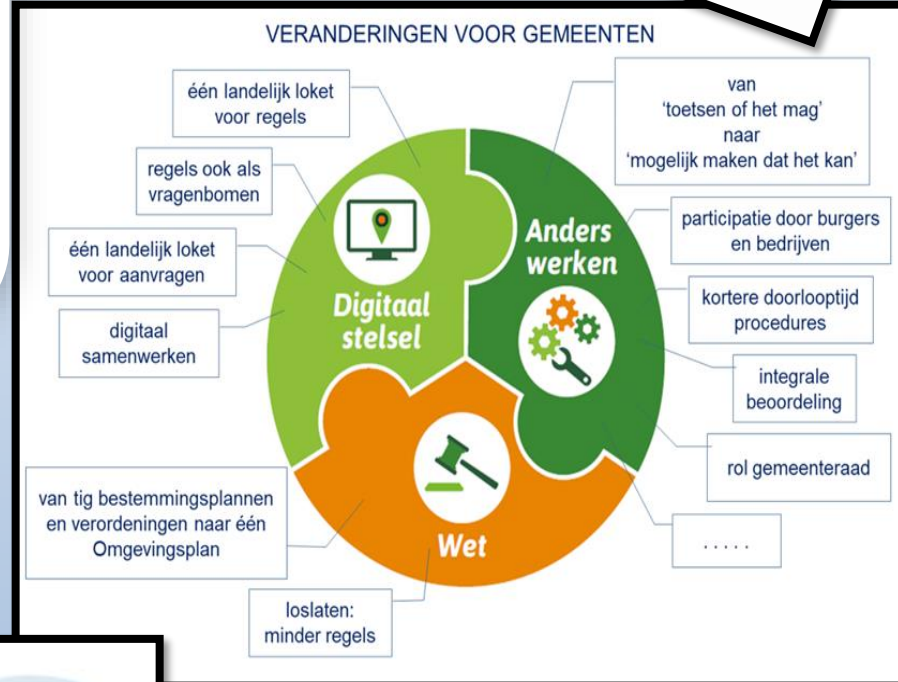 VERANDERINGEN VOOR GEMEENTEN
één landelijk loket
voor regels
regels ook als
vragenbomen
één landelijk loket
voor aanvragen
digitaal
samenwerken
Digitaal
stelsel
van
‘toetsen of het mag’
naar
‘mogelijk maken dat het kan’
participatie door burgers
en bedrijven
kortere doorlooptijd
procedures
integrale
beoordeling
rol gemeenteraad
. . . . .
Anders
werken
van tig bestemmingsplannen
en verordeningen naar één
Omgevingsplan
loslaten:
minder regels
Wet